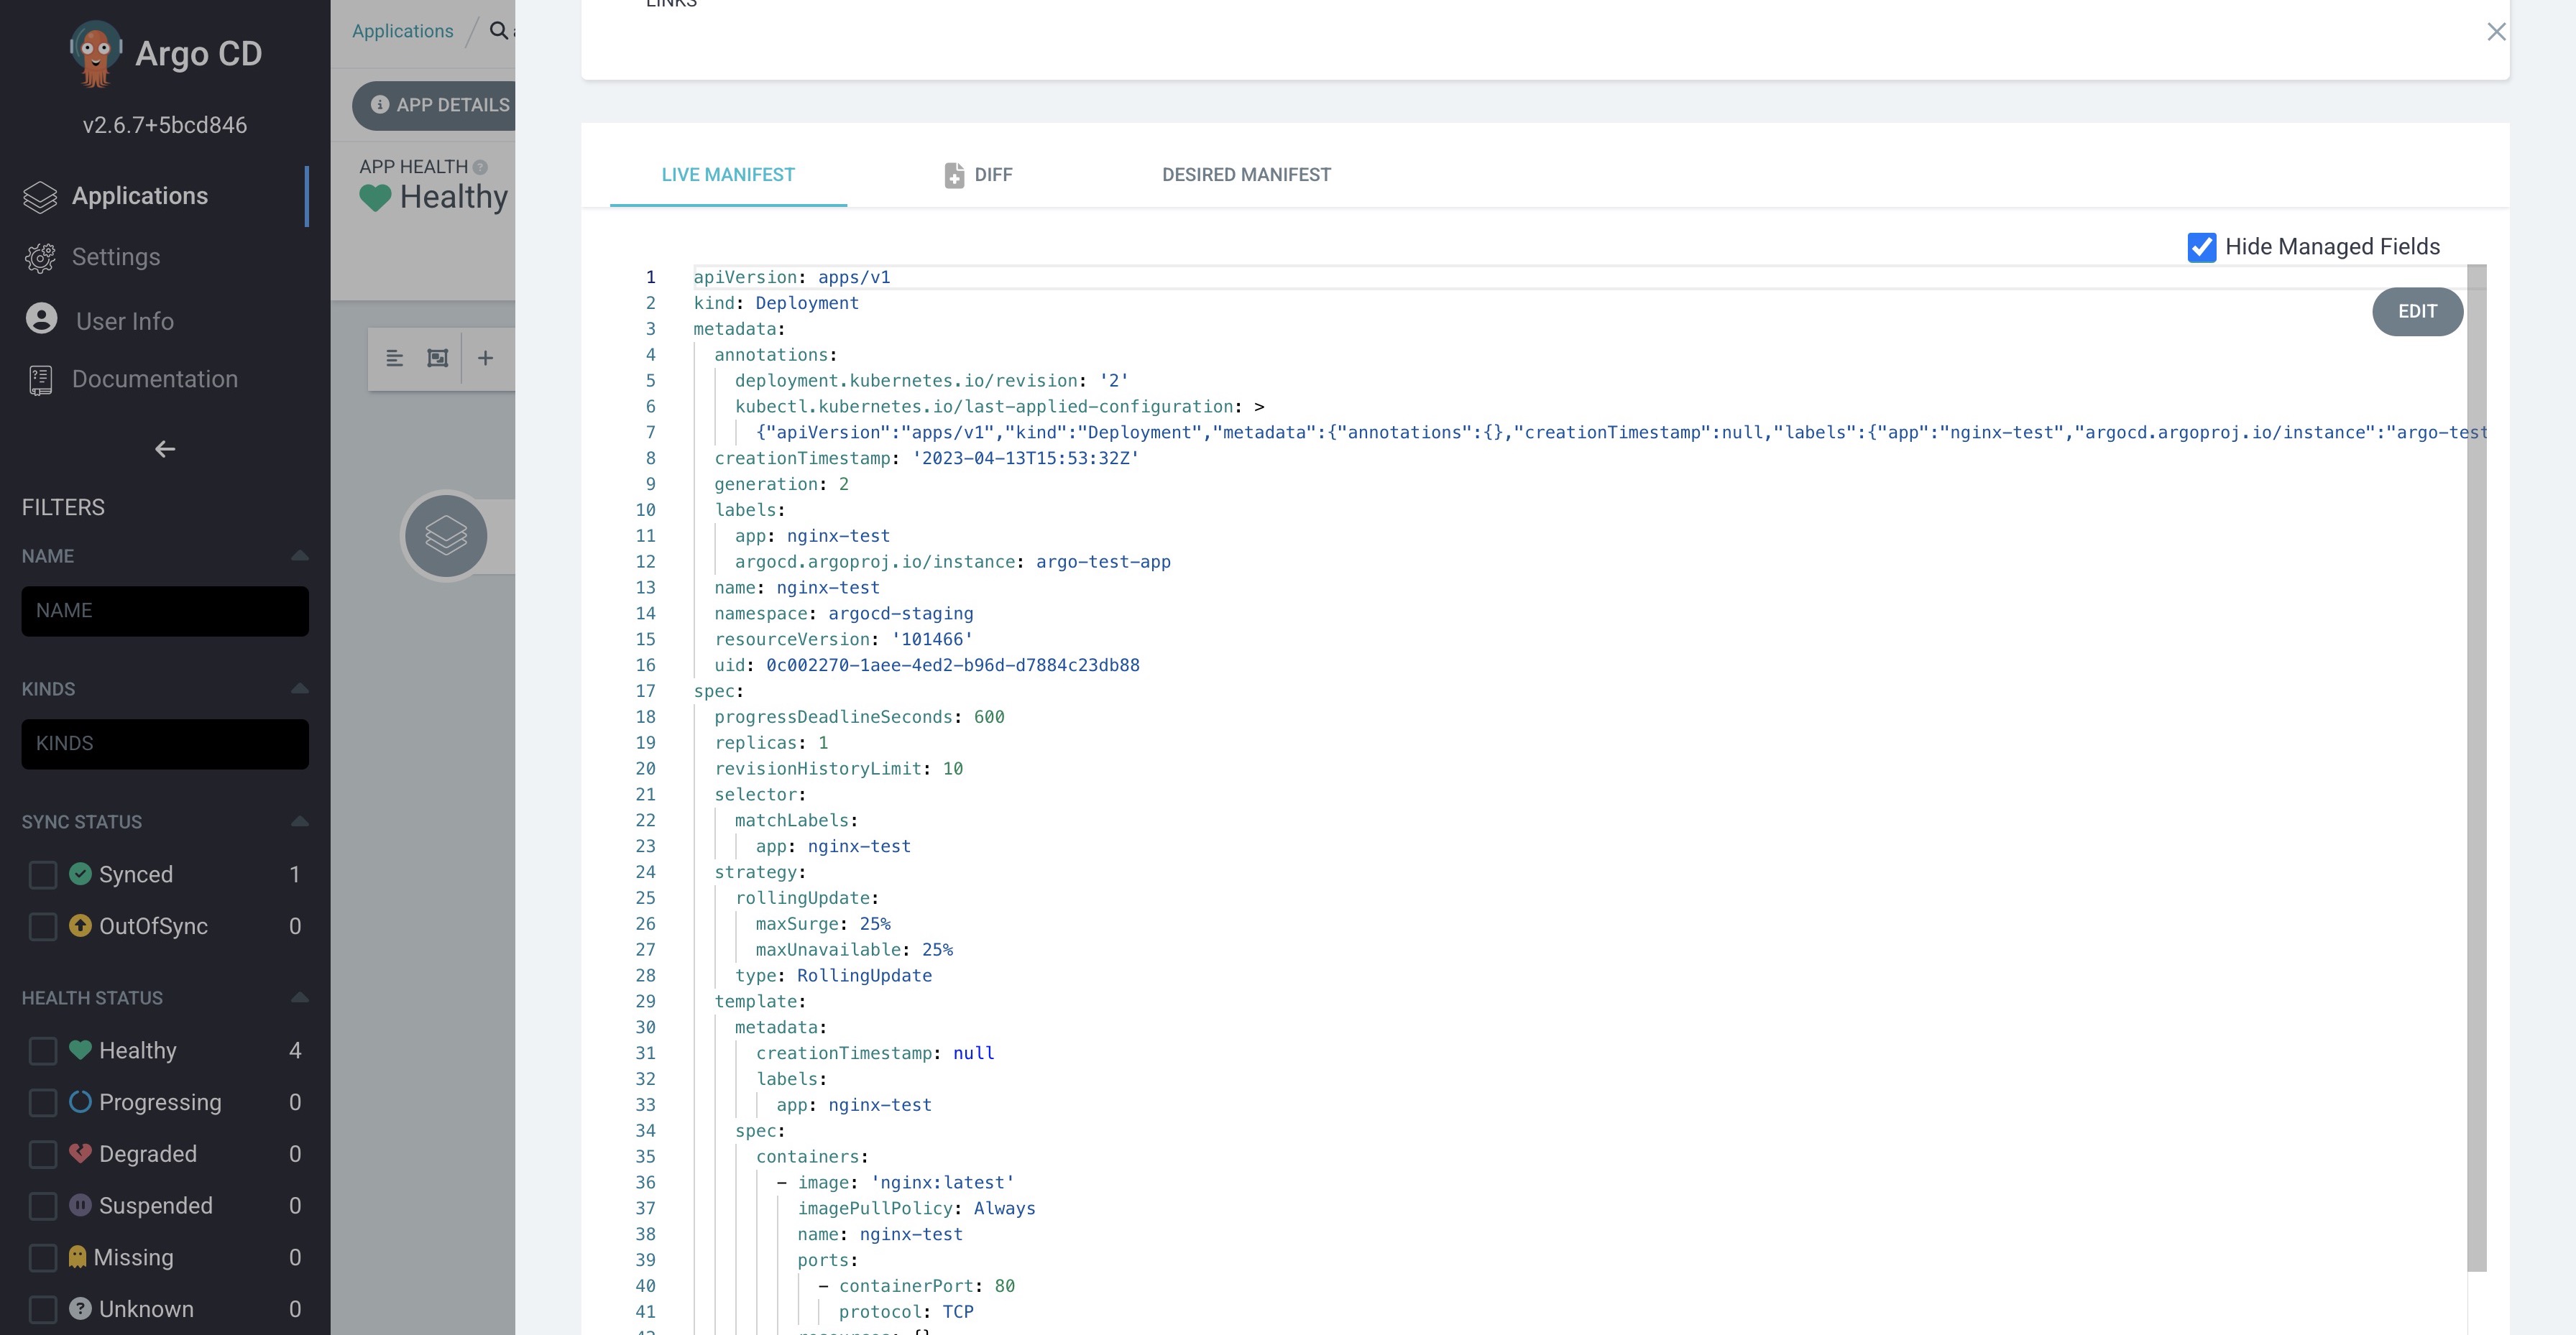 Argo CD
v2.6.7+5bcd846
Applications
Settings
User Info
Documentation
FILTERS
NAME
NAME
KINDS
KINDS
SYNC STATUS
Synced 1
OutOfSync 0
HEALTH STATUS
Healthy 4
Progressing 0
Degraded 0
Suspended 0
Missing 0
Unknown 0
Applications /
APP DETAILS
APP HEALTH
Healthy
LINKS
LIVE MANIFEST DIFF DESIRED MANIFEST
Hide Managed Fields
EDIT
1 apiVersion: apps/v1
2 kind: Deployment
3 metadata:
4 annotations:
5 deployment.kubernetes.io/revision: '2'
6 kubectl.kubernetes.io/last-applied-configuration: >
7 {"apiVersion":"apps/v1","kind":"Deployment","metadata":{"annotations":{},"creationTimestamp":null,"labels":{"app":"nginx-test","argocd.argoproj.io/instance":"argo-test
8 creationTimestamp: '2023-04-13T15:53:32Z'
9 generation: 2
10 labels:
11 app: nginx-test
12 argocd.argoproj.io/instance: argo-test-app
13 name: nginx-test
14 namespace: argocd-staging
15 resourceVersion: '101466'
16 uid: 0c002270-1aee-4ed2-b96d-d7884c23db88
17 spec:
18 progressDeadlineSeconds: 600
19 replicas: 1
20 revisionHistoryLimit: 10
21 selector:
22 matchLabels:
23 app: nginx-test
24 strategy:
25 rollingUpdate:
26 maxSurge: 25%
27 maxUnavailable: 25%
28 type: RollingUpdate
29 template:
30 metadata:
31 creationTimestamp: null
32 labels:
33 app: nginx-test
34 spec:
35 containers:
36 - image: 'nginx:latest'
37 imagePullPolicy: Always
38 name: nginx-test
39 ports:
40 - containerPort: 80
41 protocol: TCP